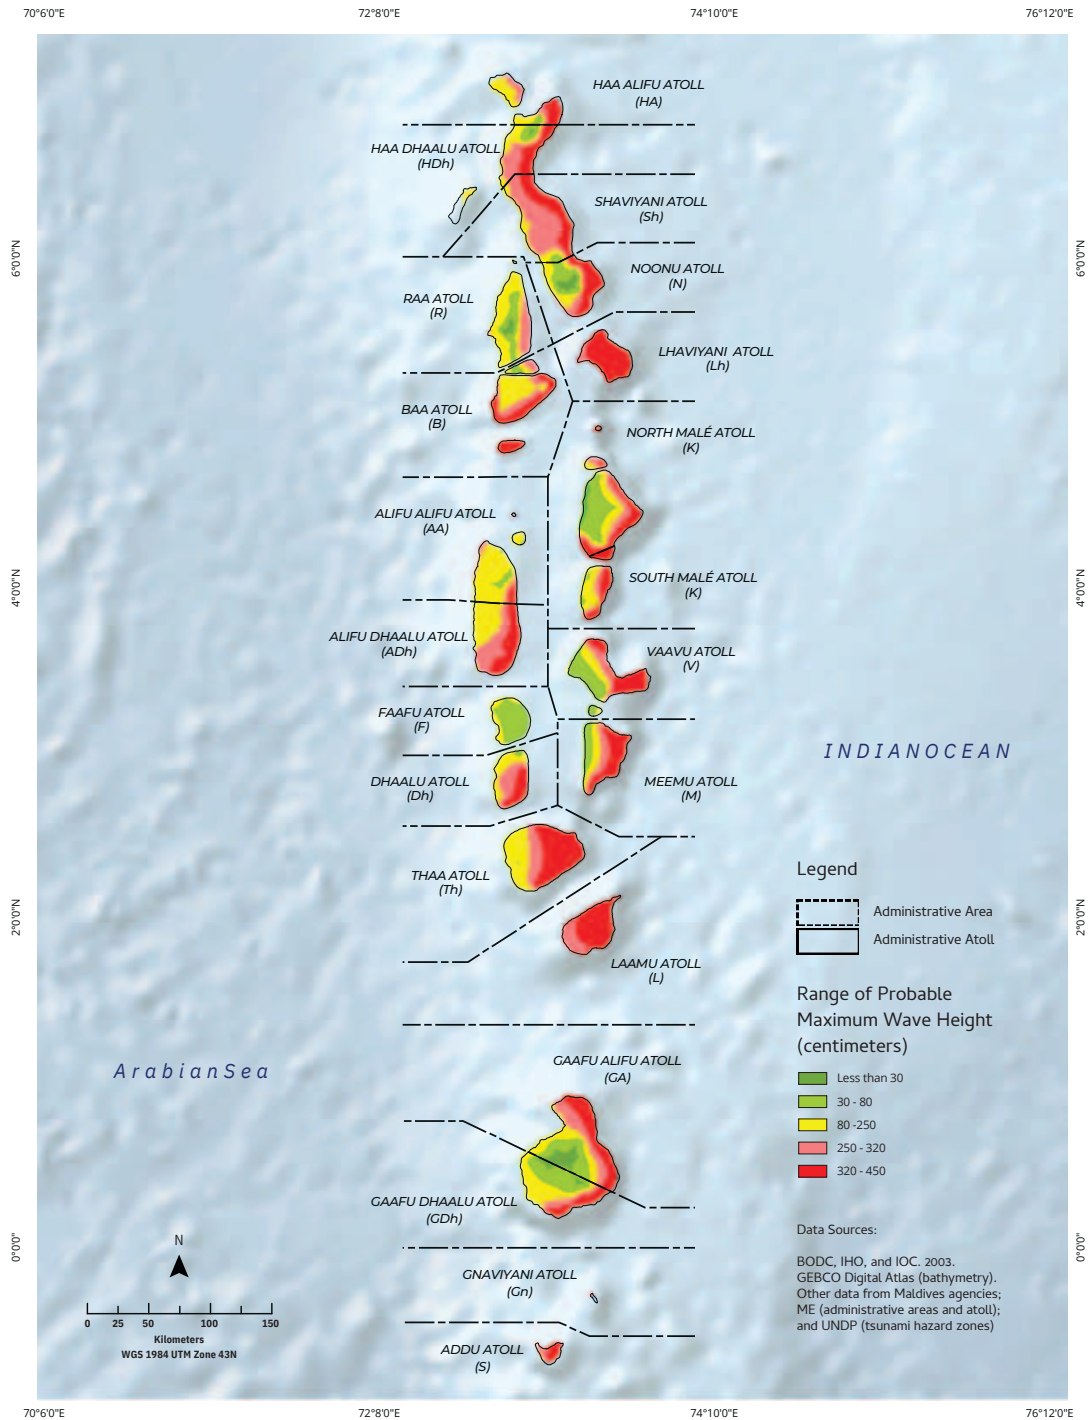 70°6'0"E
72°8'0"E
74°10'0"E
76°12'0"E
HAA ALIFU ATOLL
(HA)
HAA DHAALU ATOLL
(HDh)
SHAVIYANI ATOLL
(Sh)
6°0'0"N
6°0'0"N
NOONU ATOLL
(N)
RAA ATOLL
(R)
LHAVIYANI ATOLL
(Lh)
BAA ATOLL
(B)
NORTH MALÉ ATOLL
(K)
ALIFU ALIFU ATOLL
(AA)
4°0'0"N
4°0'0"N
SOUTH MALÉ ATOLL
(K)
ALIFU DHAALU ATOLL
(ADh)
VAAVU ATOLL
(V)
FAAFU ATOLL
(F)
INDIANOCEAN
DHAALU ATOLL
(Dh)
MEEMU ATOLL
(M)
THAA ATOLL
(Th)
2°0'0"N
2°0'0"N
LAAMU ATOLL
(L)
Legend
Administrative Area
Administrative Atoll
Range of Probable
Maximum Wave Height
(centimeters)
Less than 30
30 - 80
80 -250
250 - 320
320 - 450
GAAFU ALIFU ATOLL
(GA)
ArabianSea
GAAFU DHAALU ATOLL
(GDh)
0°0'0"
0°0'0"
GNAVIYANI ATOLL
(Gn)
ADDU ATOLL
(S)
Data Sources:
BODC, IHO, and IOC. 2003.
GEBCO Digital Atlas (bathymetry).
Other data from Maldives agencies;
ME (administrative areas and atoll);
and UNDP (tsunami hazard zones)
N
0 25 50 100 150
Kilometers
WGS 1984 UTM Zone 43N
70°6'0"E
72°8'0"E
74°10'0"E
76°12'0"E